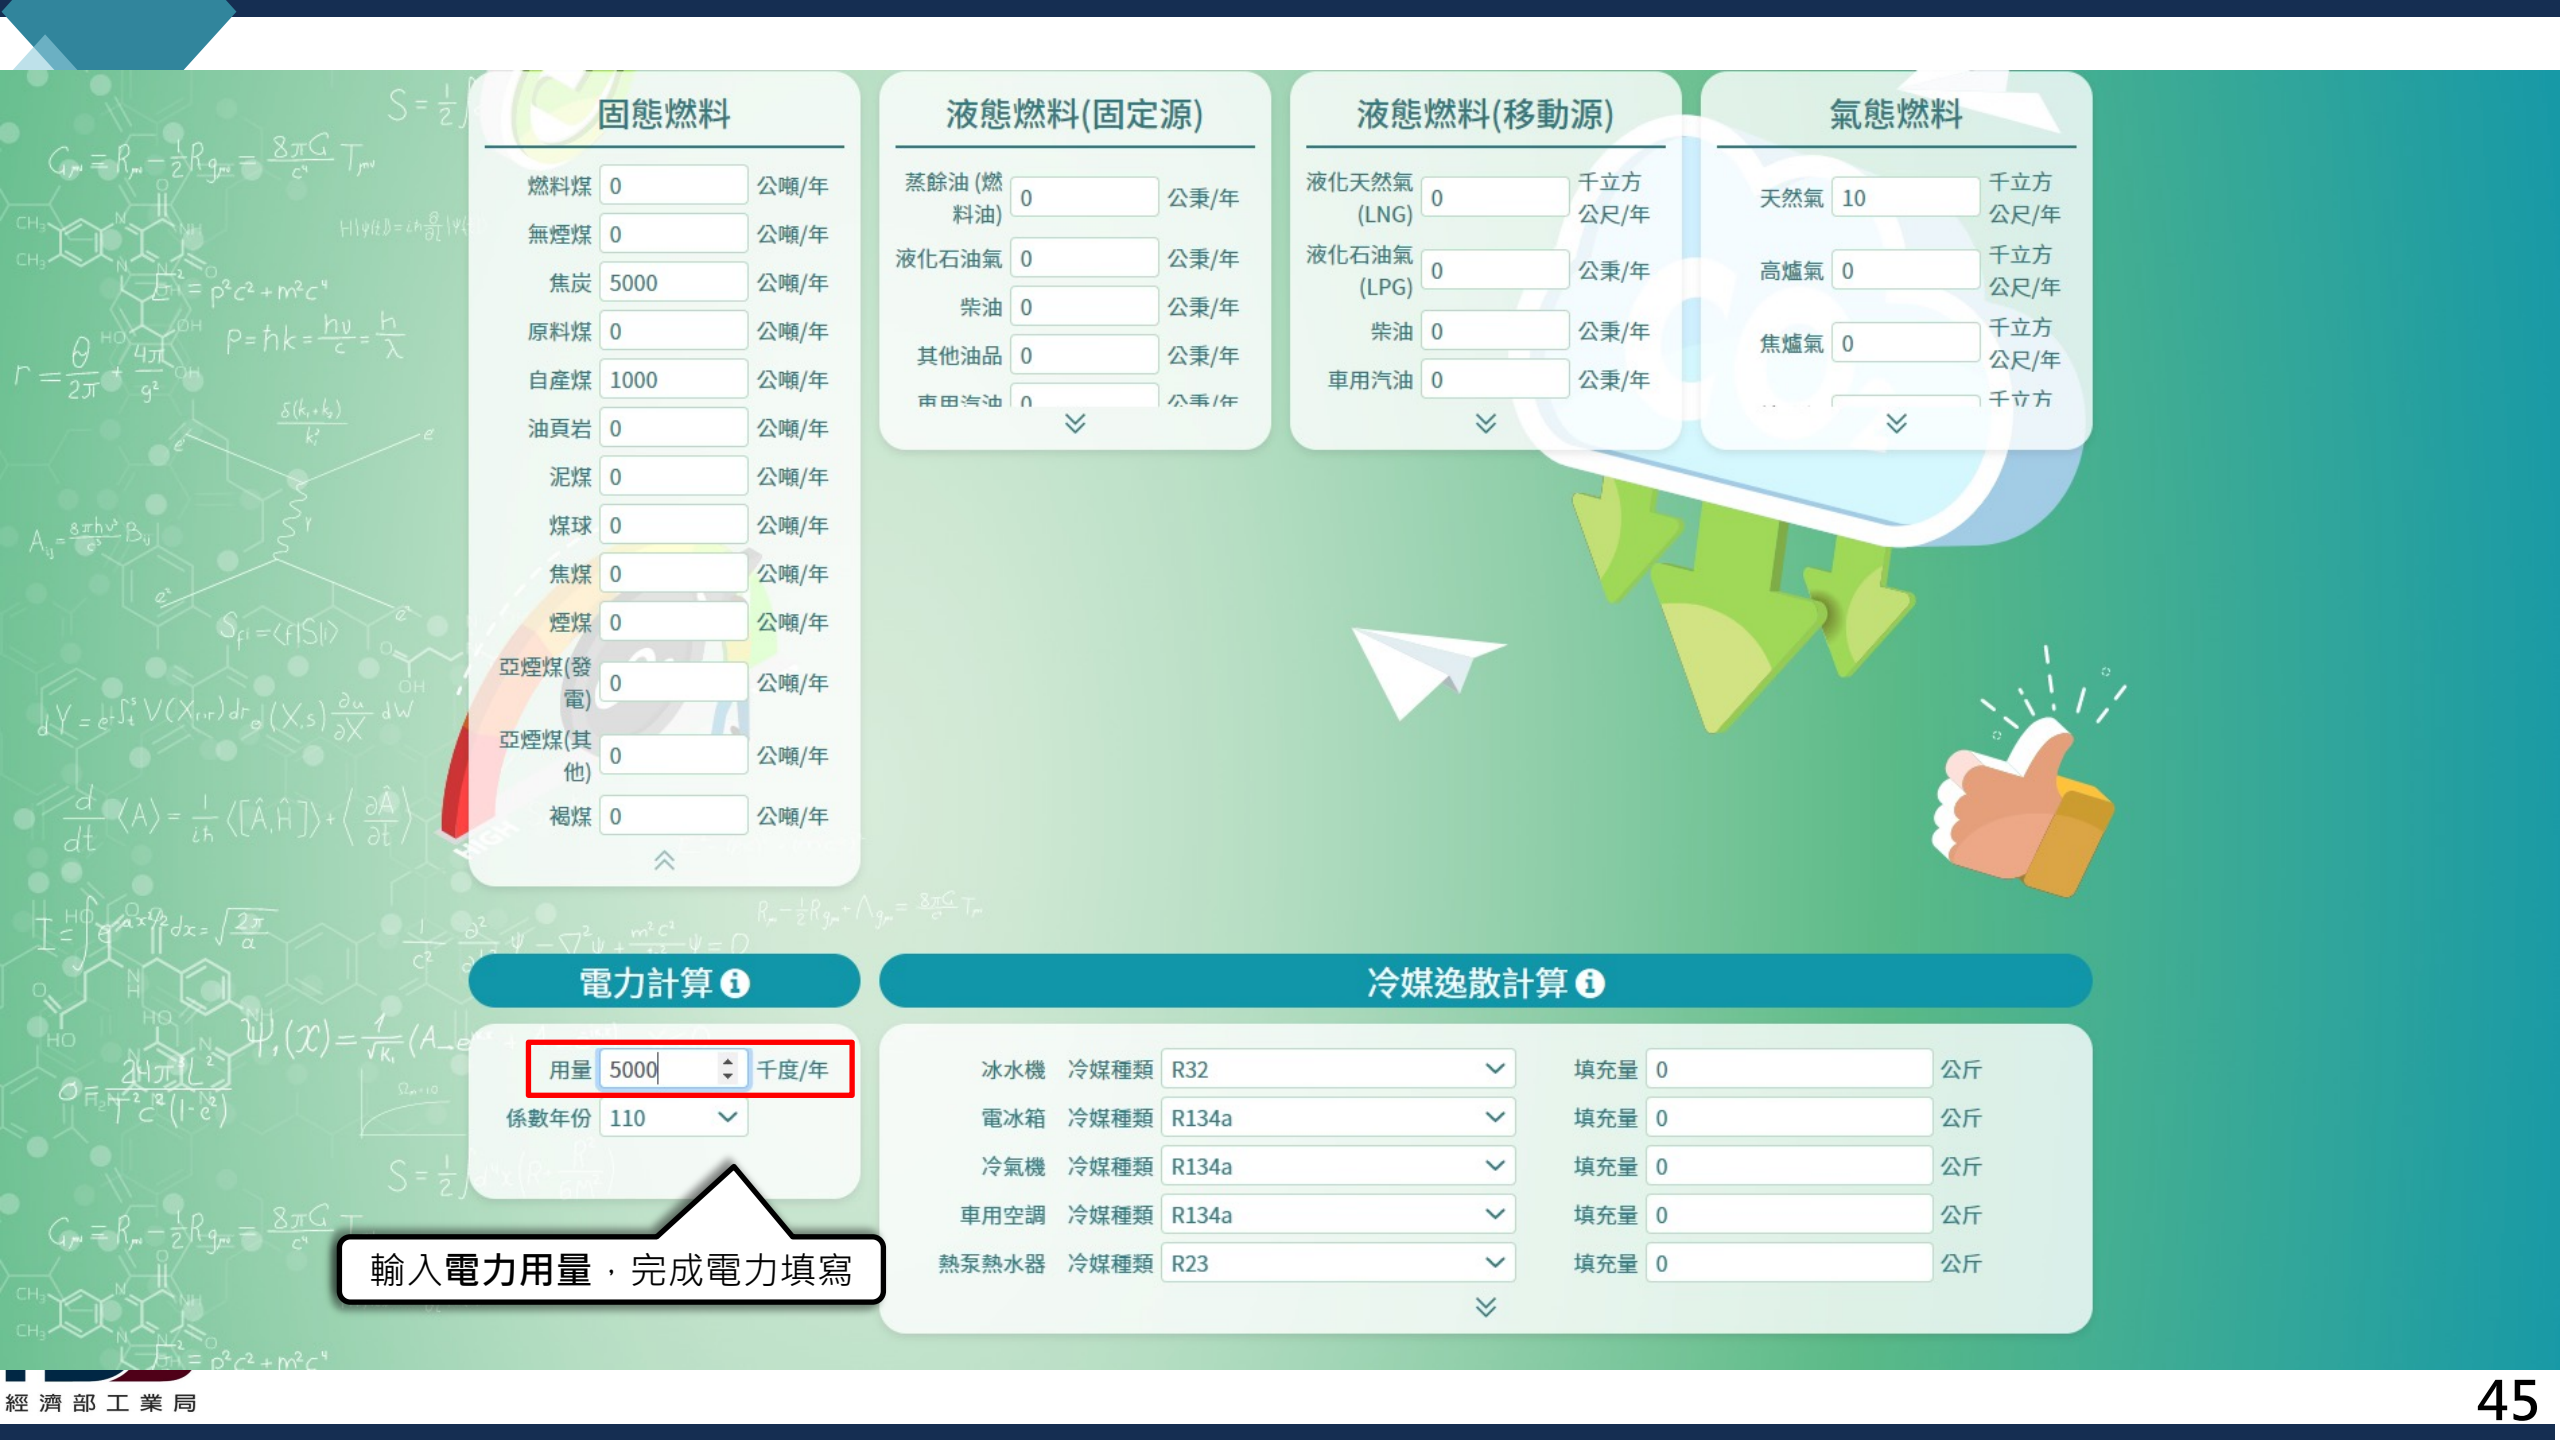 固態燃料
燃料煤 0 公噸/年
無煙煤 0 公噸/年
焦炭 5000 公噸/年
原料煤 0 公噸/年
自產煤 1000 公噸/年
油頁岩 0 公噸/年
泥煤 0 公噸/年
煤球 0 公噸/年
焦煤 0 公噸/年
煙煤 0 公噸/年
亞煙煤(發
電) 0 公噸/年
亞煙煤(其
他) 0 公噸/年
褐煤 0 公噸/年
液態燃料(固定源)
蒸餘油 (燃
料油) 0 公秉/年
液化石油氣 0 公秉/年
柴油 0 公秉/年
其他油品 0 公秉/年
車用汽油 0 公秉/年
液態燃料(移動源)
液化天然氣
(LNG) 0 千立方
公尺/年
液化石油氣
(LPG) 0 公秉/年
柴油 0 公秉/年
車用汽油 0 公秉/年
氣態燃料
天然氣 10 千立方
公尺/年
高爐氣 0 千立方
公尺/年
焦爐氣 0 千立方
公尺/年
千立方
電力計算
用量 5000 千度/年
係數年份 110
輸入電力用量，完成電力填寫
冷媒逸散計算
冰水機 冷媒種類 R32 填充量 0 公斤
電冰箱 冷媒種類 R134a 填充量 0 公斤
冷氣機 冷媒種類 R134a 填充量 0 公斤
車用空調 冷媒種類 R134a 填充量 0 公斤
熱泵熱水器 冷媒種類 R23 填充量 0 公斤
HIGH
經濟部工業局
45